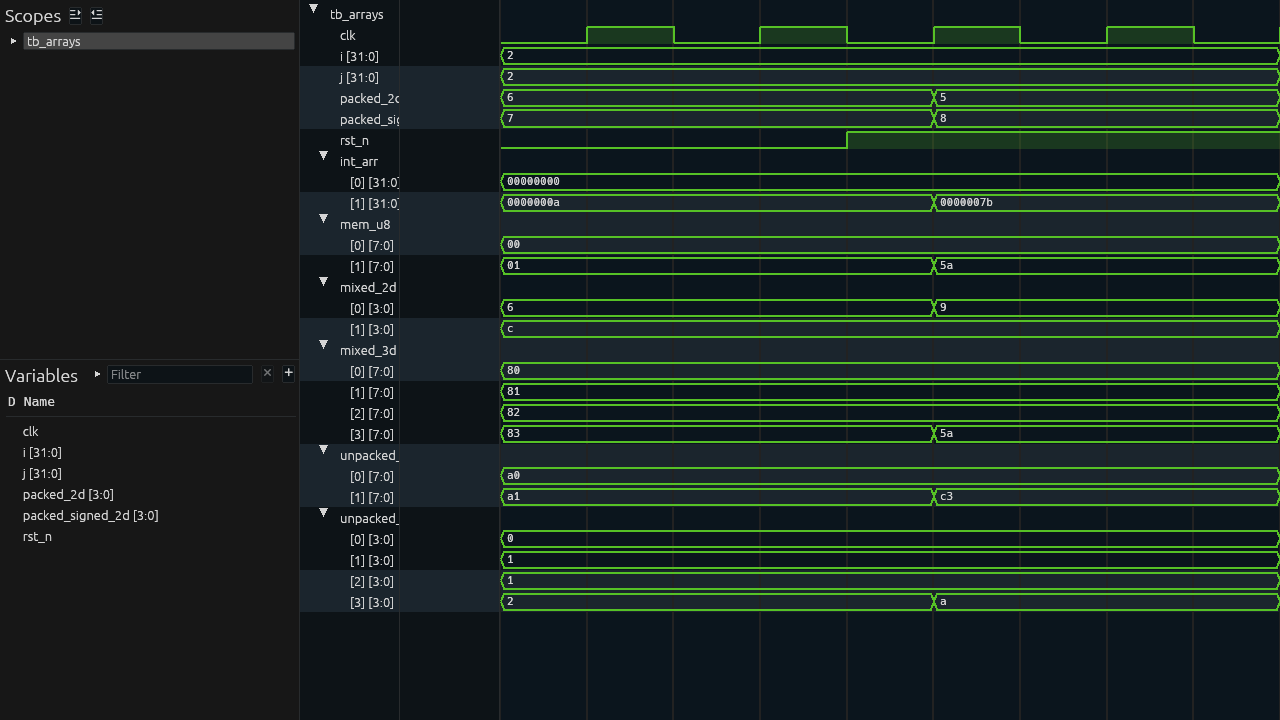 Scopes
tb_arrays
Variables
Filter
× +
D Name
clk
i [31:0]
j [31:0]
packed_2d [3:0]
packed_signed_2d [3:0]
rst_n
tb_arrays
clk
i [31:0] 2
j [31:0] 2
packed_2d 6 5
packed_sig 7 8
rst_n
int_arr
[0] [31:0] 00000000
[1] [31:0] 0000000a 0000007b
mem_u8
[0] [7:0] 00
[1] [7:0] 01 5a
mixed_2d
[0] [3:0] 6 9
[1] [3:0] c
mixed_3d
[0] [7:0] 80
[1] [7:0] 81
[2] [7:0] 82
[3] [7:0] 83 5a
unpacked_
[0] [7:0] a0
[1] [7:0] a1 c3
unpacked_
[0] [3:0] 0
[1] [3:0] 1
[2] [3:0] 1
[3] [3:0] 2 a